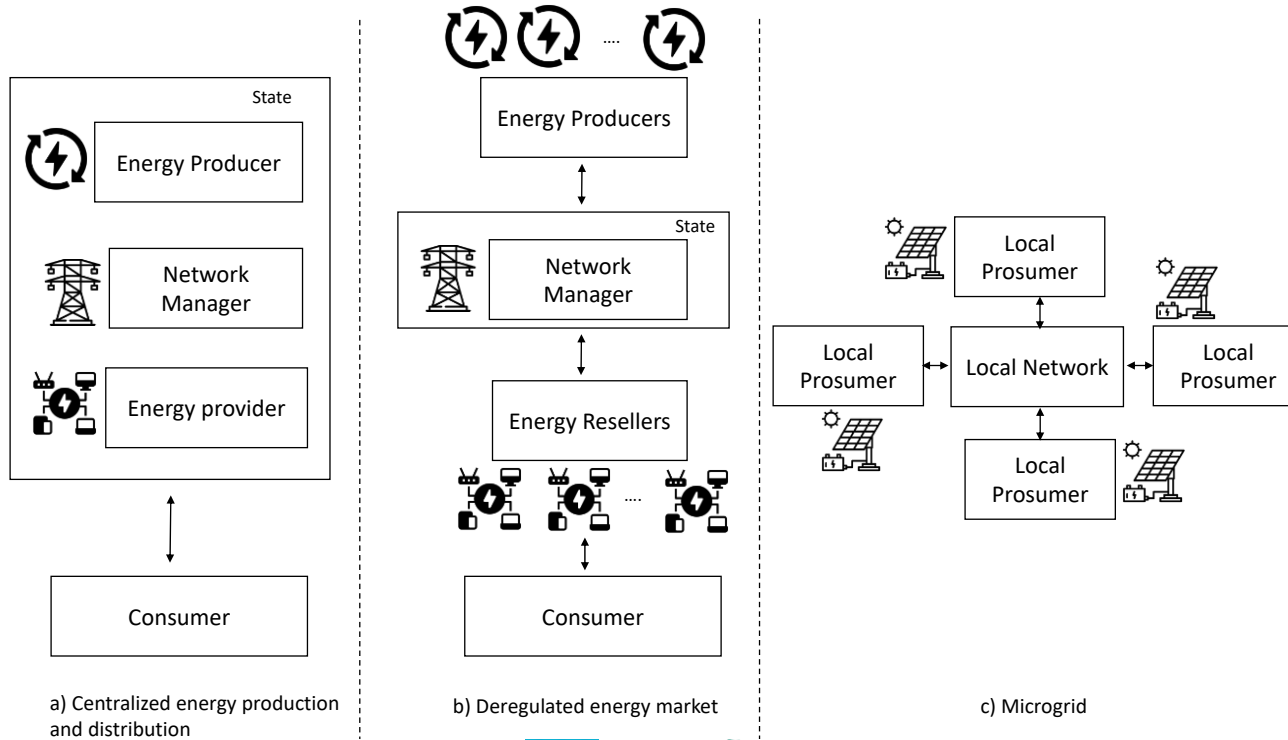 State
Energy Producer
Network
Manager
Energy provider
Consumer
a) Centralized energy production
and distribution
....
Energy Producers
State
Network
Manager
Energy Resellers
....
Consumer
b) Deregulated energy market
Local
Prosumer
Local
Prosumer
Local Network
Local
Prosumer
Local
Prosumer
c) Microgrid